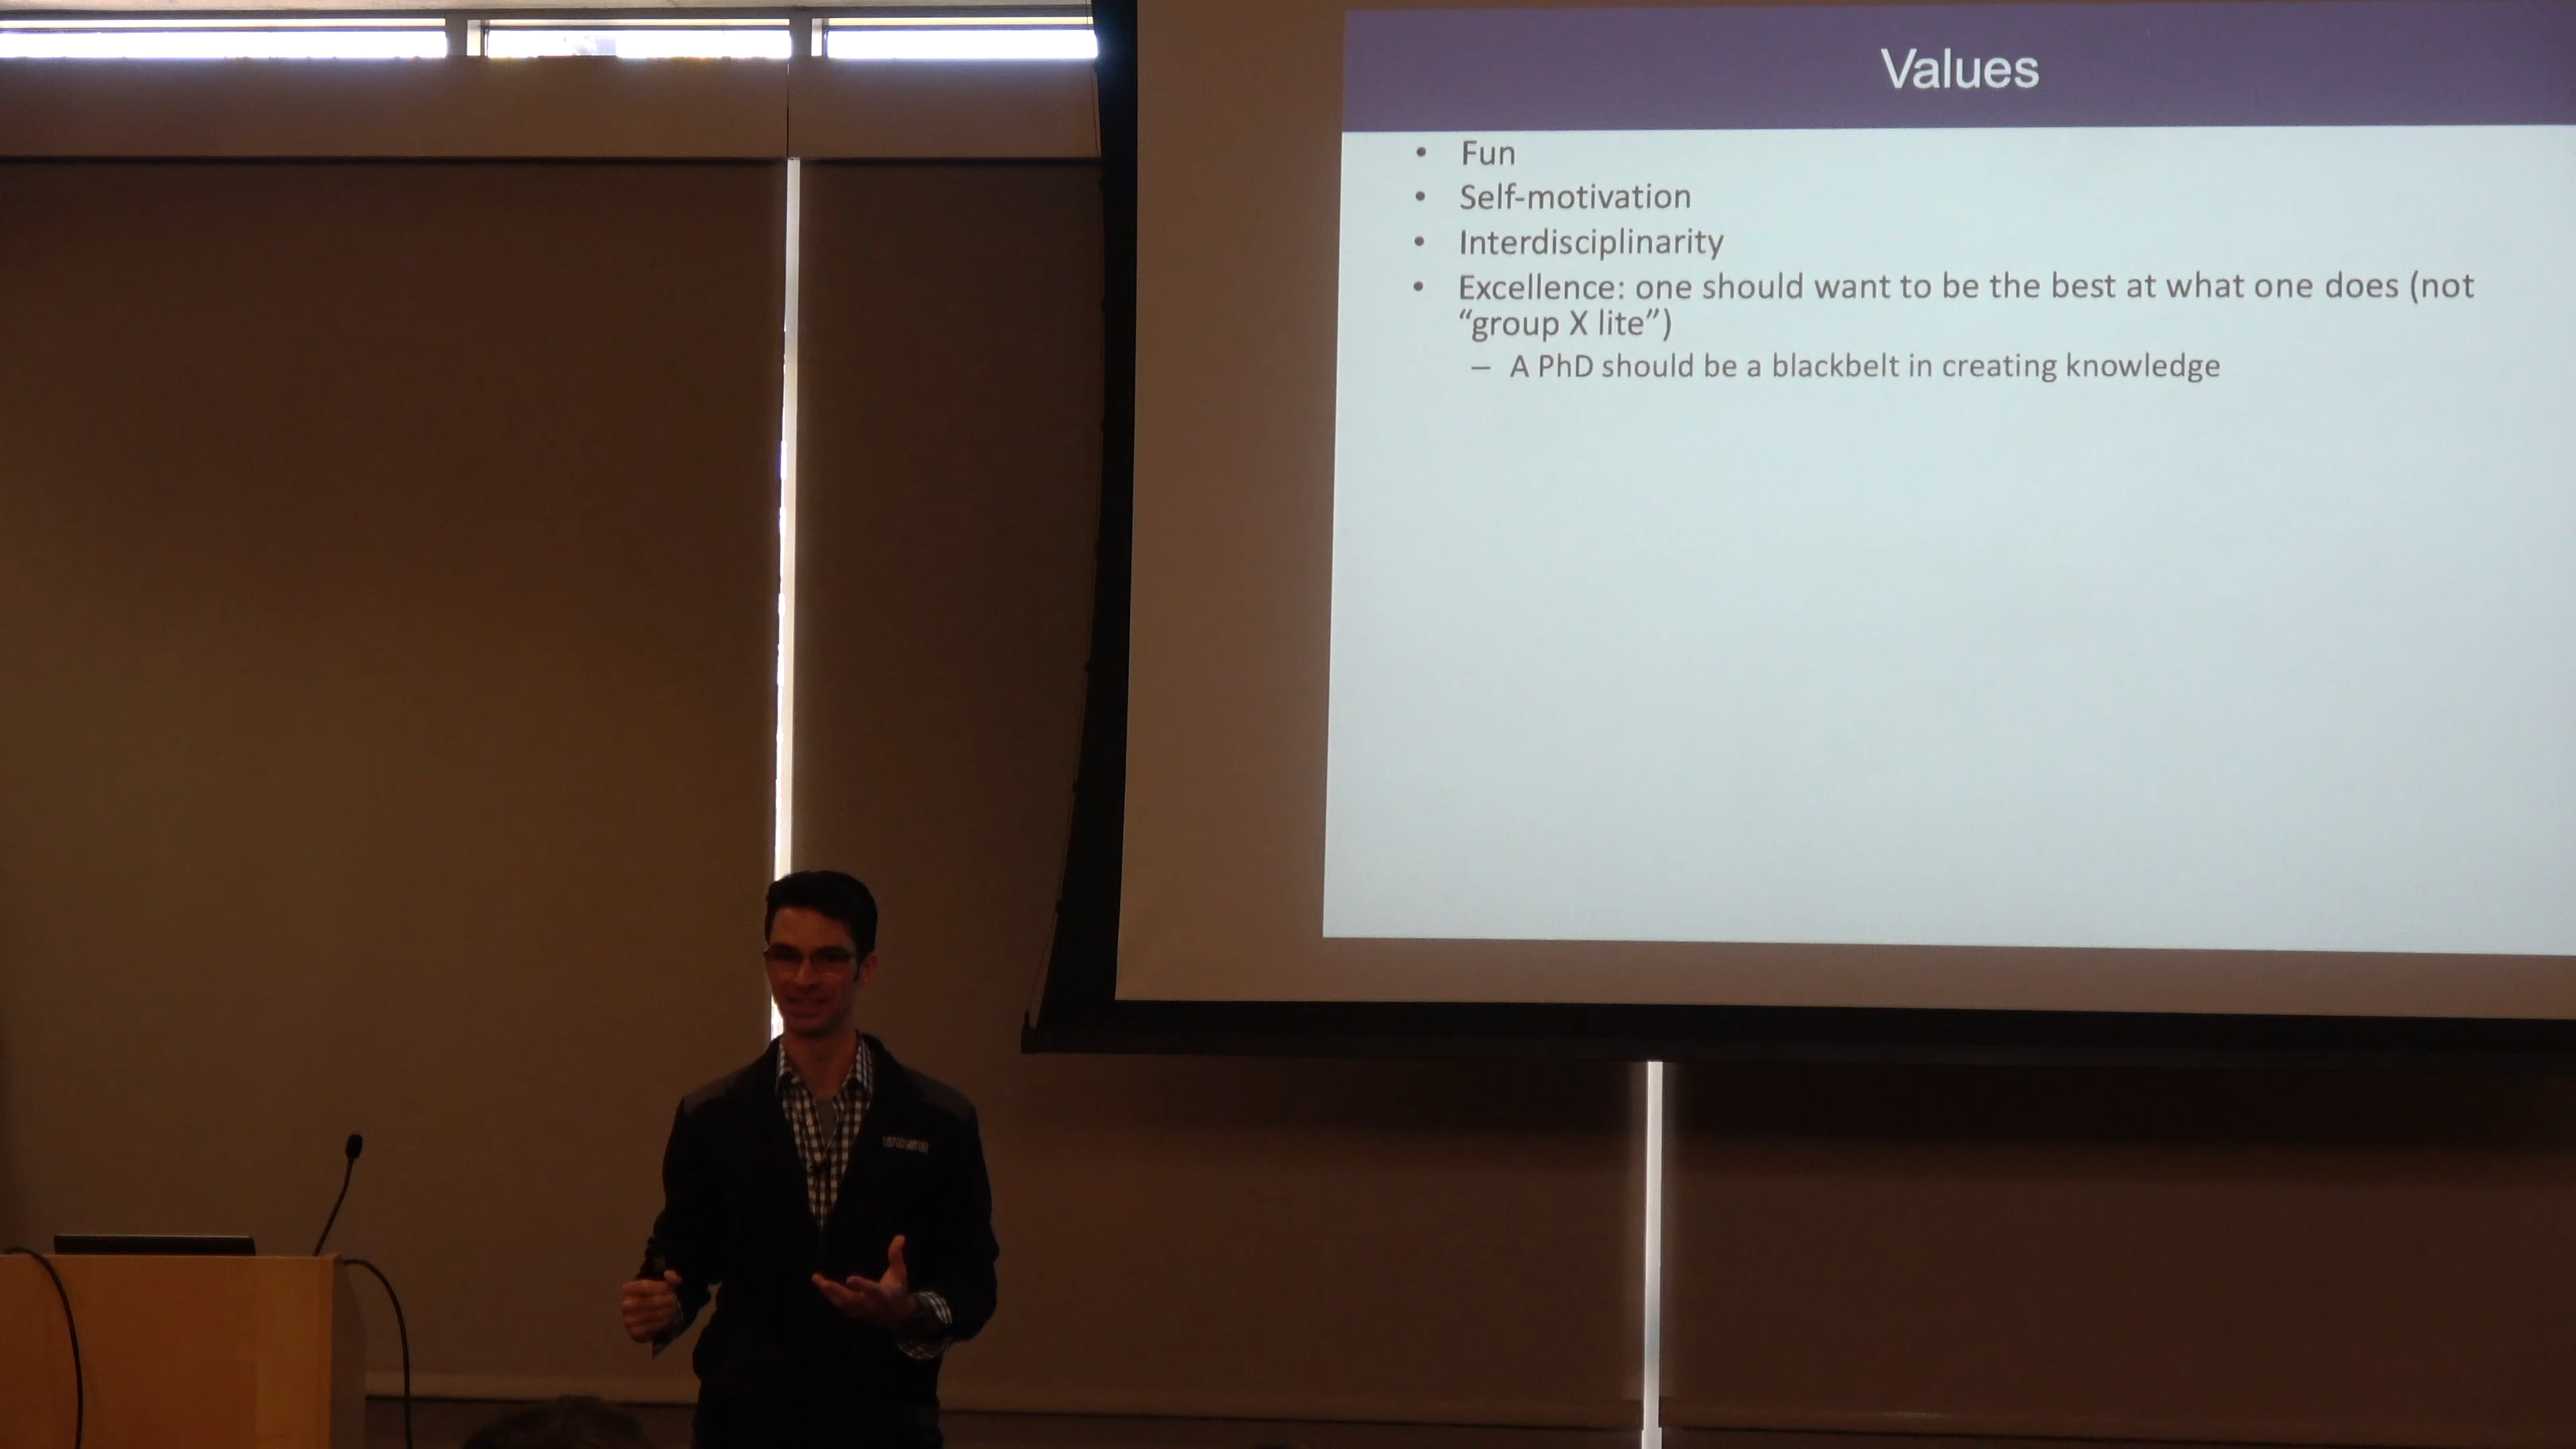 Values
• Fun
• Self-motivation
• Interdisciplinarity
• Excellence: one should want to be the best at what one does (not
“group X lite”)
– A PhD should be a blackbelt in creating knowledge